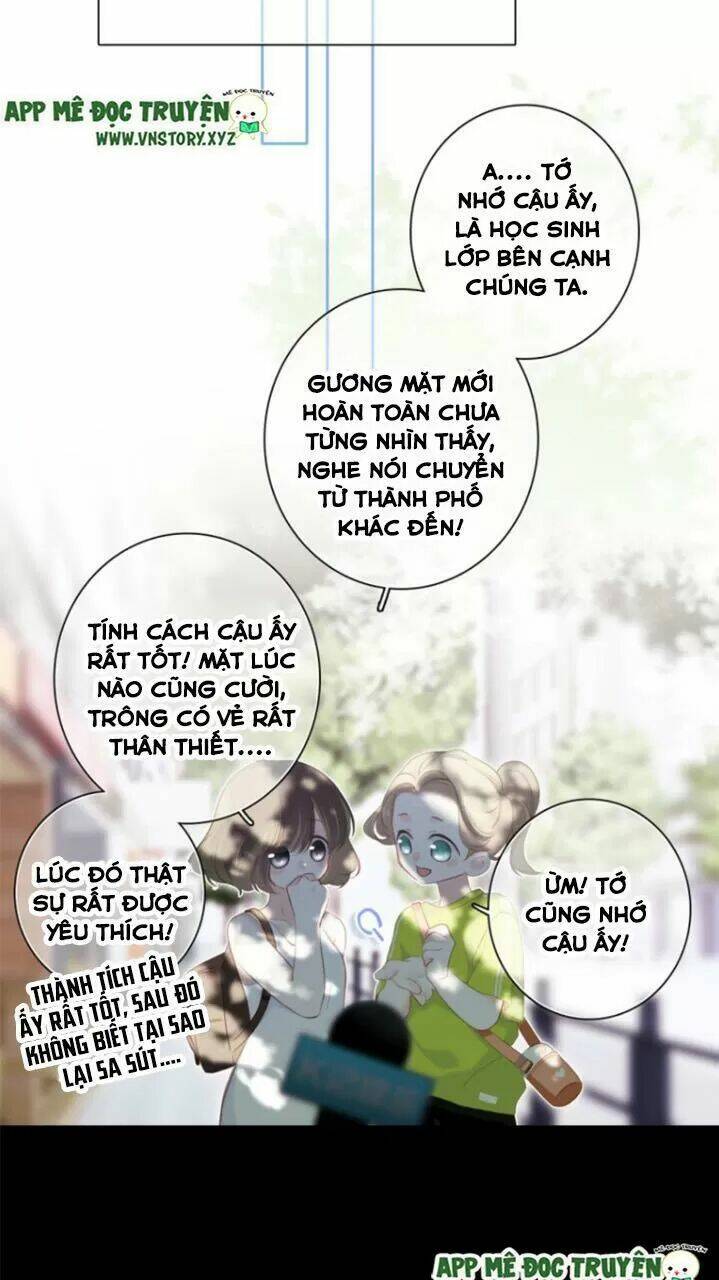 APP MÊ ĐỌC TRUYỆN
MÊ ĐỌC TRUYỆN
WWW.VNSTORY.XYZ
A.... TỚ
NHỚ CẬU ẤY,
LÀ HỌC SINH
LỚP BÊN CẠNH
CHÚNG TA.
GƯƠNG MẶT MỚI
HOÀN TOÀN CHƯA
TỪNG NHÌN THẤY,
NGHE NÓI CHUYỂN
TỪ THÀNH PHỐ
KHÁC ĐẾN!
TÍNH CÁCH CẬU ẤY
RẤT TỐT! MẶT LÚC
NÀO CŨNG CƯỜI,
TRÔNG CÓ VẺ RẤT
THÂN THIẾT....
LÚC ĐÓ THẬT
SỰ RẤT ĐƯỢC
YÊU THÍCH!
ỪM! TỚ
CŨNG NHỚ
CẬU ẤY!
THÀNH TÍCH CẬU
ẤY RẤT TỐT, SAU ĐÓ
KHÔNG BIẾT TẠI SAO
LẠI SA SÚT....
APP MÊ ĐỌC TRUYỆN